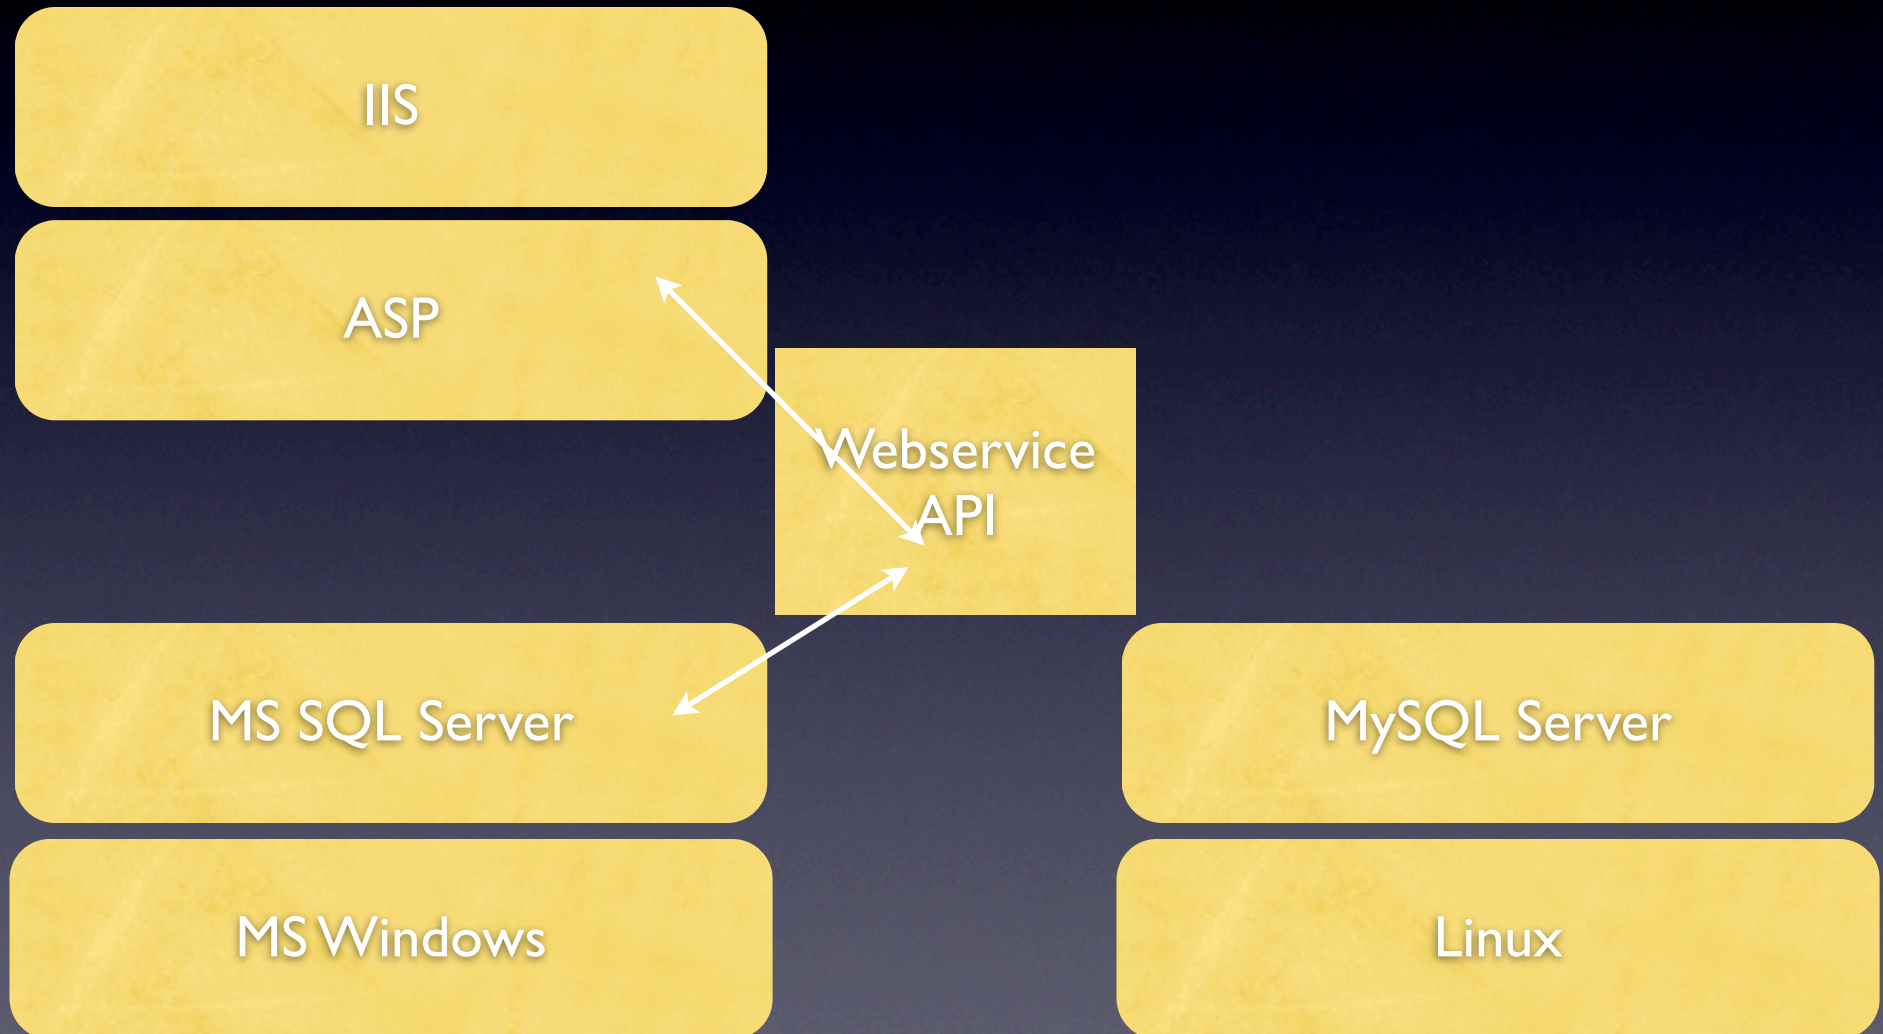 IIS
ASP
Webservice
API
MS SQL Server
MySQL Server
MS Windows
Linux